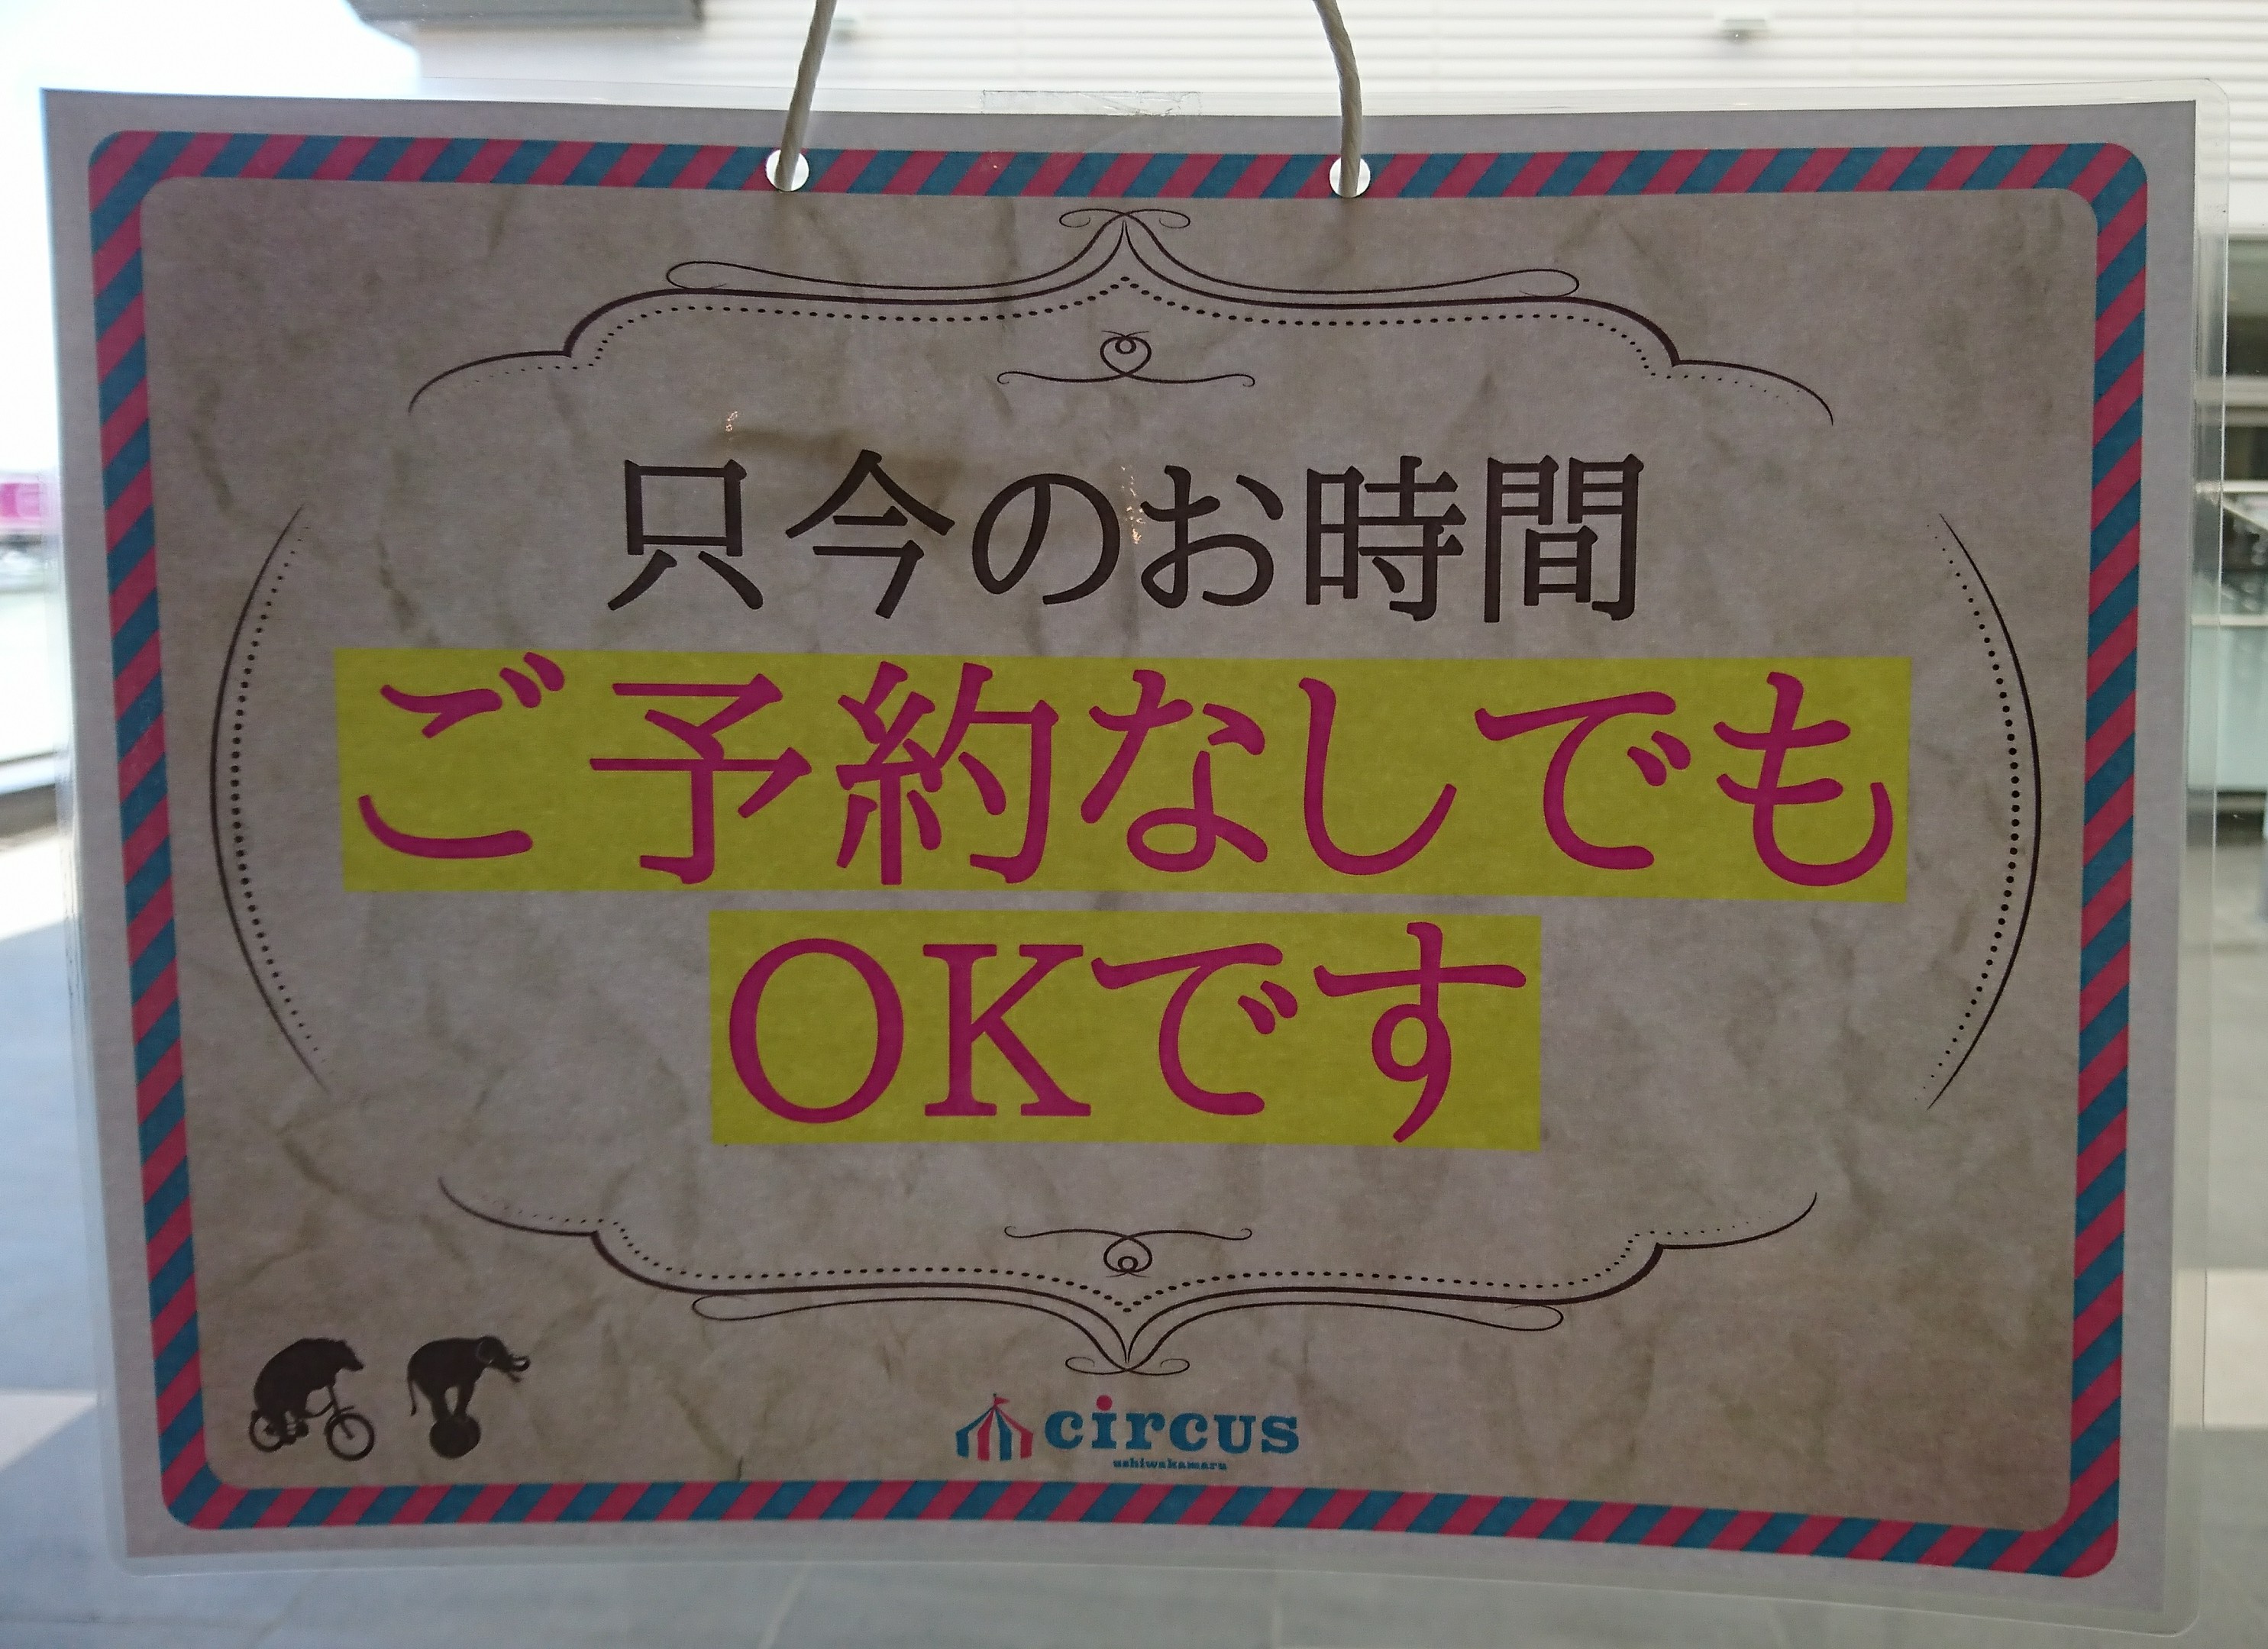 只今のお時間
ご予約なしでも
OKです
circus
ushiwakamaru